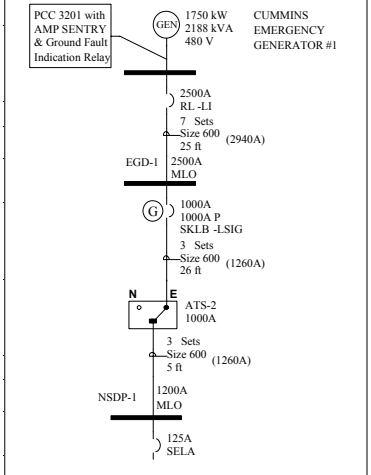 PCC 3201 with
AMP SENTRY
& Ground Fault
Indication Relay
GEN
1750 kW
2188 kVA
480 V
CUMMINS
EMERGENCY
GENERATOR #1
2500A
RL -LI
7 Sets
Size 600
25 ft
(2940A)
EGD-1
2500A
MLO
G
1000A
1000A P
SKLB -LSIG
3 Sets
Size 600
26 ft
(1260A)
N E
ATS-2
1000A
3 Sets
Size 600
5 ft
(1260A)
NSDP-1
1200A
MLO
125A
SELA